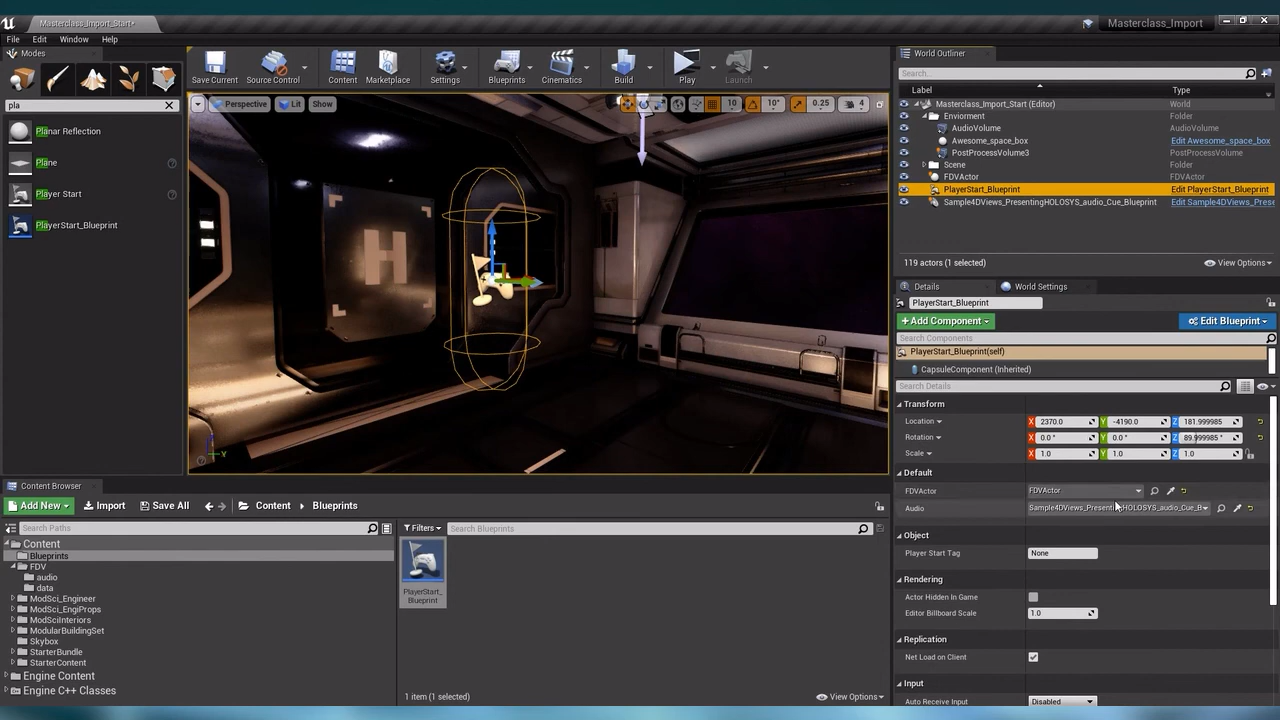 Masterclass_Import_Start*
Masterclass_Import
File Edit Window Help
Modes
pla
Planar Reflection
Plane
Player Start
PlayerStart_Blueprint
Save Current
Source Control
Content
Marketplace
Settings
Blueprints
Cinematics
Build
Play
Launch
Perspective
Lit
Show
10
10°
0.25
4
H
World Outliner
Search...
Label
Type
Masterclass_Import_Start (Editor)
World
Enviorment
Folder
AudioVolume
AudioVolume
Awesome_space_box
Edit Awesome_space_box
PostProcessVolume3
PostProcessVolume
Scene
Folder
FDVActor
FDVActor
PlayerStart_Blueprint
Edit PlayerStart_Blueprint
Sample4DViews_PresentingHOLOSYS_audio_Cue_Blueprint
Edit Sample4DViews_Prese
119 actors (1 selected)
View Options
Details
World Settings
PlayerStart_Blueprint
+Add Component
Edit Blueprint
Search Components
PlayerStart_Blueprint(self)
CapsuleComponent (Inherited)
Search Details
Transform
Location
X 2370.0
Y -4190.0
Z 181.999985
Rotation
X 0.0 °
Y 0.0 °
Z 89.999985 °
Scale
X 1.0
Y 1.0
Z 1.0
Default
FDVActor
FDVActor
Audio
Sample4DViews_PresentingHOLOSYS_audio_Cue_B
Object
Player Start Tag
None
Rendering
Actor Hidden In Game
Editor Billboard Scale
1.0
Replication
Net Load on Client
Input
Auto Receive Input
Disabled
Content Browser
Add New
Import
Save All
Content
Blueprints
Search Paths
Filters
Search Blueprints
Content
Blueprints
FDV
audio
data
ModSci_Engineer
ModSci_EngiProps
ModSciInteriors
ModularBuildingSet
Skybox
StarterBundle
StarterContent
Engine Content
Engine C++ Classes
PlayerStart_
Blueprint
1 item (1 selected)
View Options